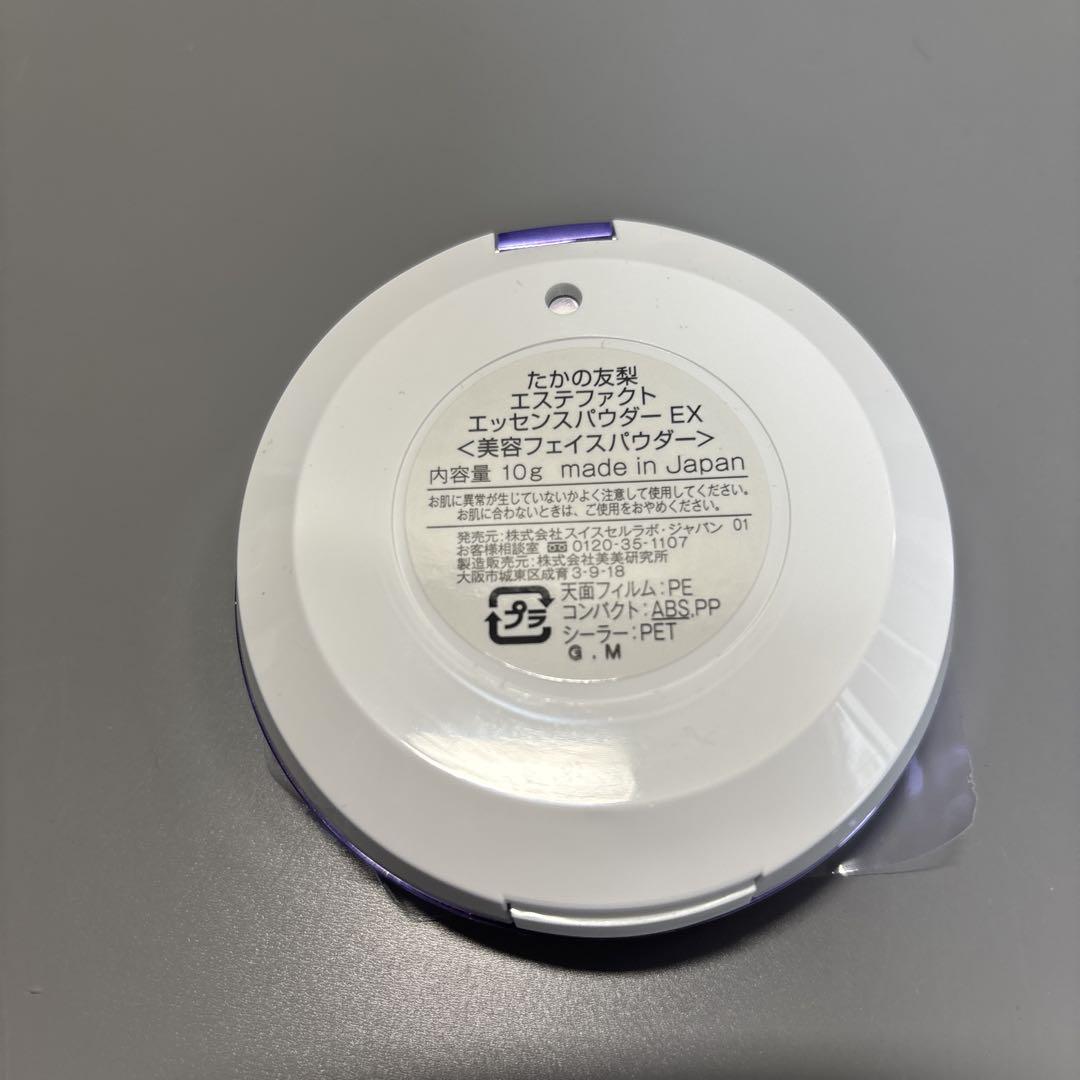 たかの友梨
エステファクト
エッセンスパウダー EX
<美容フェイスパウダー>
内容量 10g made in Japan
お肌に異常が生じていないかよく注意して使用してください。
お肌に合わないときは、ご使用をおやめください。
発売元:株式会社スイスセルラボ・ジャパン 01
お客様相談室 0120-35-1107
製造販売元:株式会社美美研究所
大阪市城東区成育3-9-18
プラ
天面フィルム:PE
コンパクト:ABS,PP
シーラー:PET
G . M